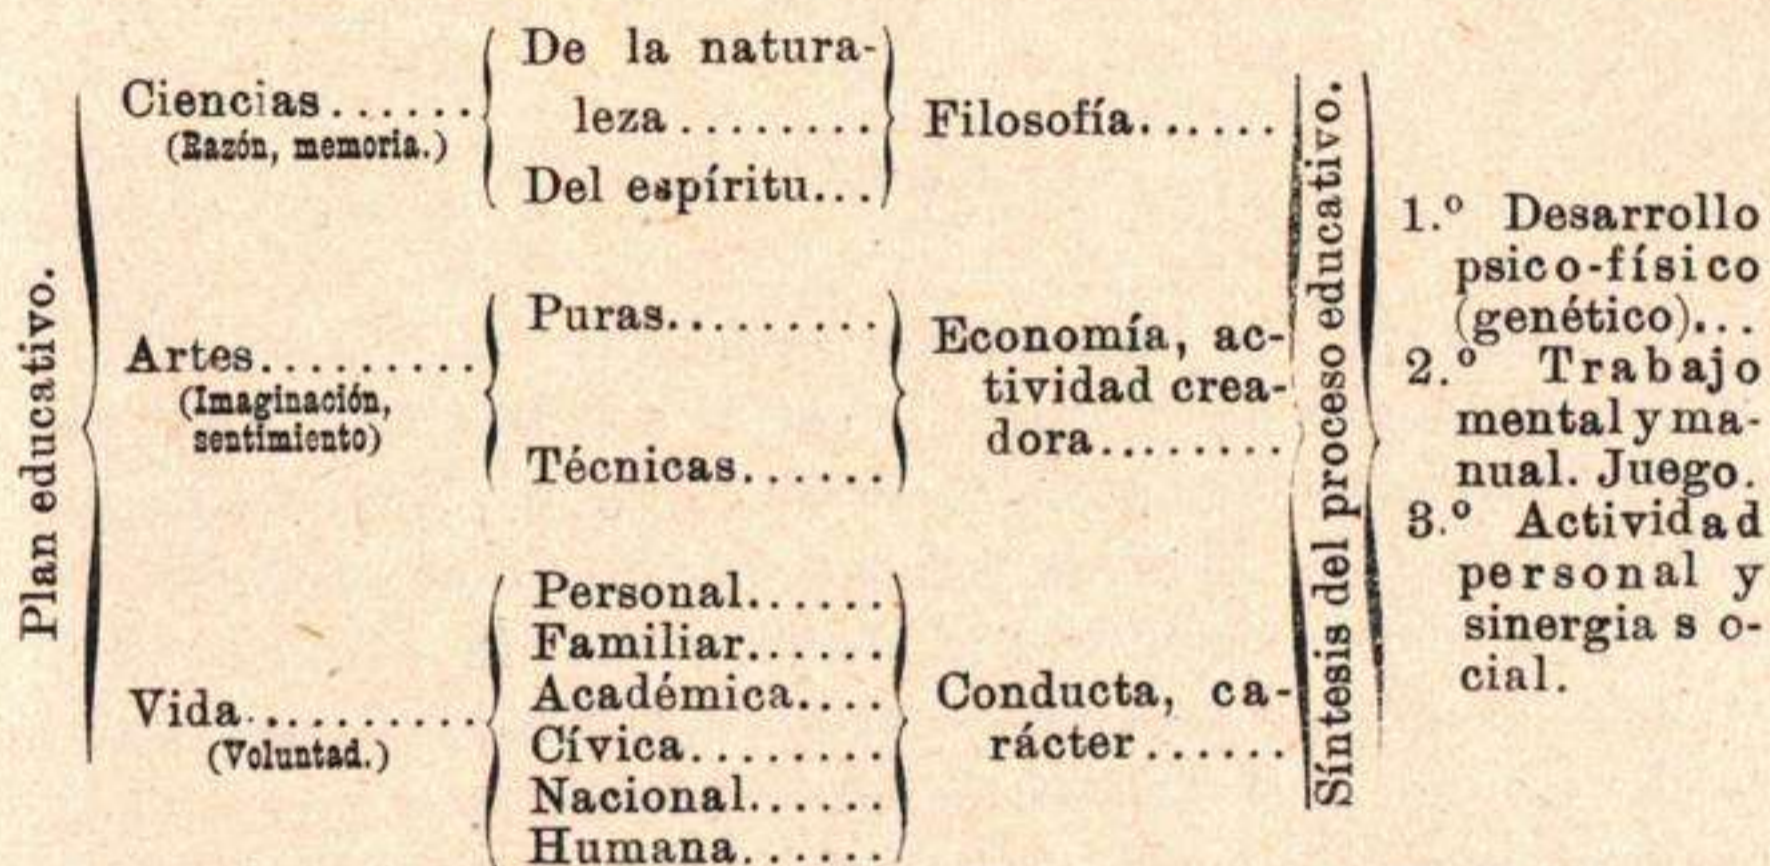 Plan educativo.
Ciencias......
(Razón, memoria.)
De la natura-
leza........
Del espíritu...
Filosofía......
Artes.........
(Imaginación,
sentimiento)
Puras.........
Técnicas......
Economía, ac-
tividad crea-
dora........
Vida..........
(Voluntad.)
Personal......
Familiar......
Académica....
Cívica........
Nacional......
Humana......
Conducta, ca-
rácter......
Síntesis del proceso educativo.
1.º Desarrollo
psico-físico
(genético)...
2.º Trabajo
mental y ma-
nual. Juego.
3.º Actividad
personal y
sinergia s o-
cial.